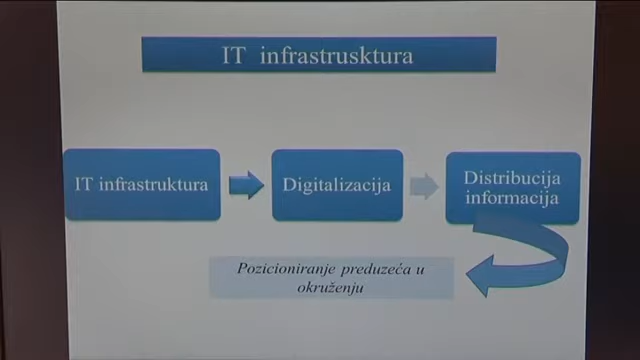 IT infrastrusktura
IT infrastruktura
Digitalizacija
Distribucija
informacija
Pozicioniranje preduzeća u
okruženju